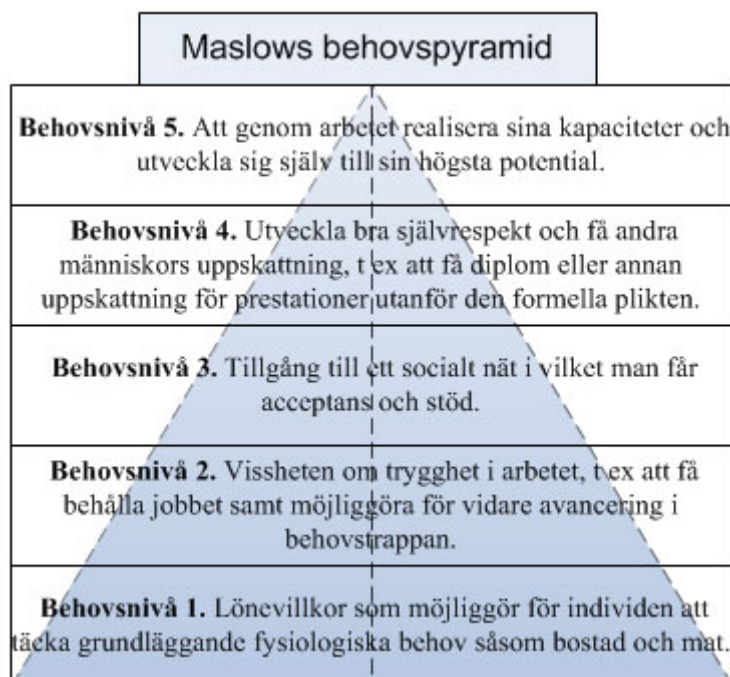 Maslows behovspyramid
Behovsnivå 5. Att genom arbetet realisera sina kapaciteter och
utveckla sig själv till sin högsta potential.
Behovsnivå 4. Utveckla bra självrespekt och få andra
människors uppskattning, t ex att få diplom eller annan
uppskattning för prestationer utanför den formella plikten.
Behovsnivå 3. Tillgång till ett socialt nät i vilket man får
acceptans och stöd.
Behovsnivå 2. Vissheten om trygghet i arbetet, t ex att få
behålla jobbet samt möjliggöra för vidare avancering i
behovstrappan.
Behovsnivå 1. Lönevillkor som möjliggör för individen att
täcka grundläggande fysiologiska behov såsom bostad och mat.